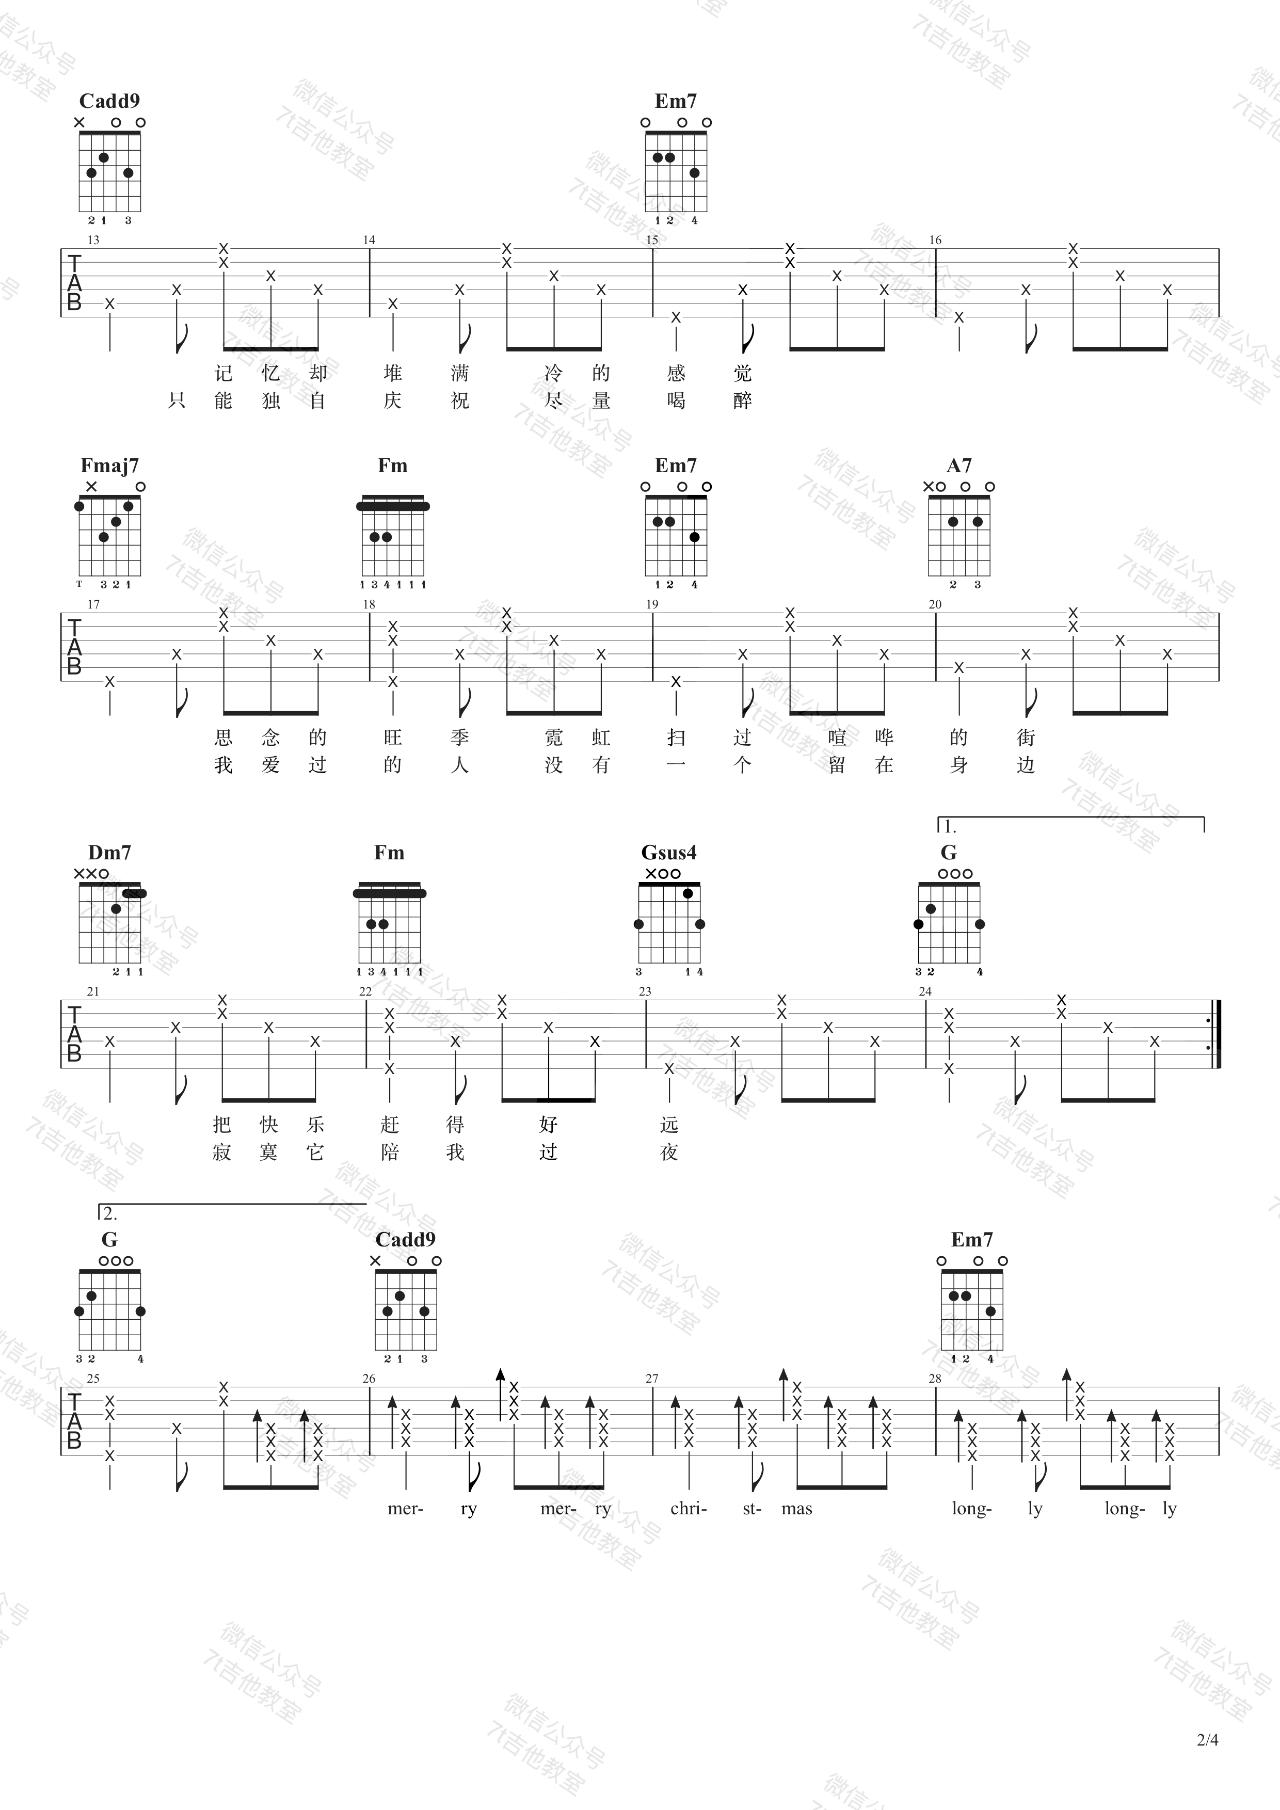 Cadd9 Em7
2 1 3 1 2 4
13 14 15 16
T A B
记 忆 却 堆 满 冷 的 感 觉
只 能 独 自 庆 祝 尽 量 喝 醉
Fmaj7 Fm Em7 A7
T 3 2 1 1 3 4 1 1 1 1 2 4 2 3
17 18 19 20
T A B
思 念 的 旺 季 霓 虹 扫 过 喧 哗 的 街
我 爱 过 的 人 没 有 一 个 留 在 身 边
1.
Dm7 Fm Gsus4 G
2 1 1 1 3 4 1 1 1 3 1 4 3 2 4
21 22 23 24
T A B
把 快 乐 赶 得 好 远
寂 寞 它 陪 我 过 夜
2.
G Cadd9 Em7
3 2 4 2 1 3 1 2 4
25 26 27 28
T A B
mer- ry mer- ry chri- st- mas long- ly long- ly
2/4
微信公众号
7t吉他教室